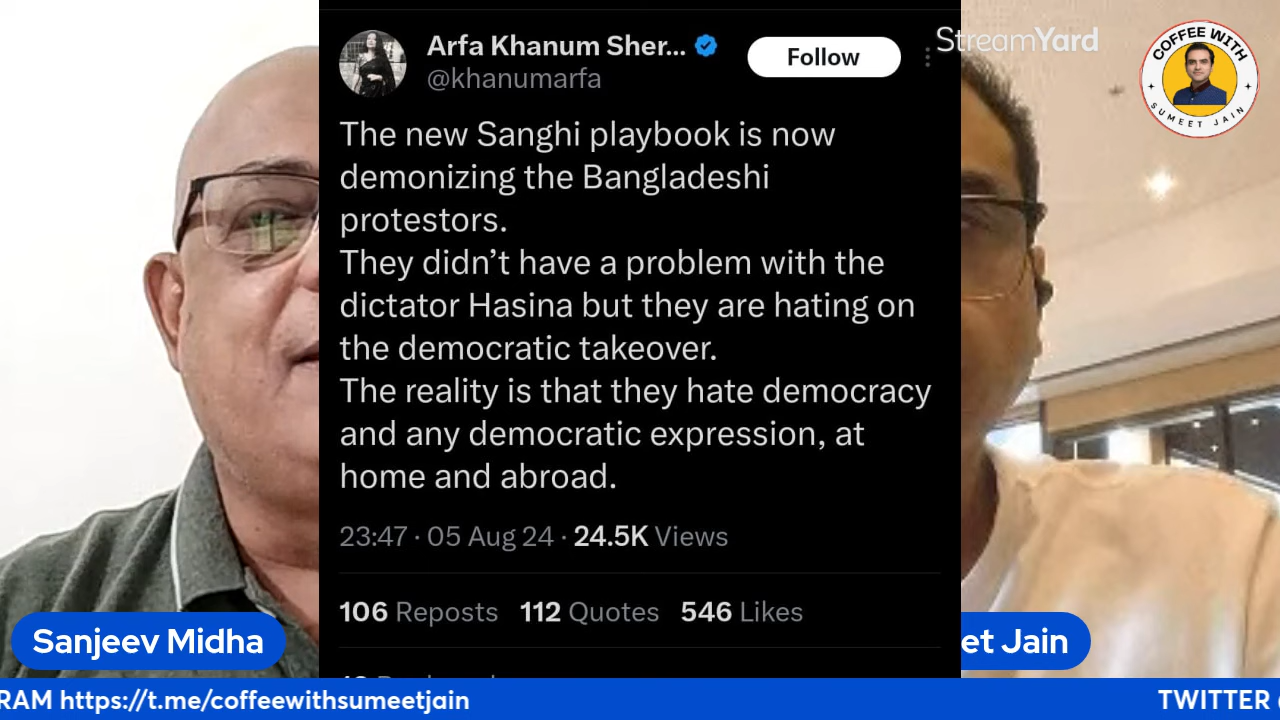 Arfa Khanum Sher...
@khanumarfa
Follow
StreamYard
COFFEE WITH
SUMEET JAIN
The new Sanghi playbook is now
demonizing the Bangladeshi
protestors.
They didn’t have a problem with the
dictator Hasina but they are hating on
the democratic takeover.
The reality is that they hate democracy
and any democratic expression, at
home and abroad.
23:47 · 05 Aug 24 · 24.5K Views
106 Reposts 112 Quotes 546 Likes
Sanjeev Midha
et Jain
RAM https://t.me/coffeewithsumeetjain
TWITTER